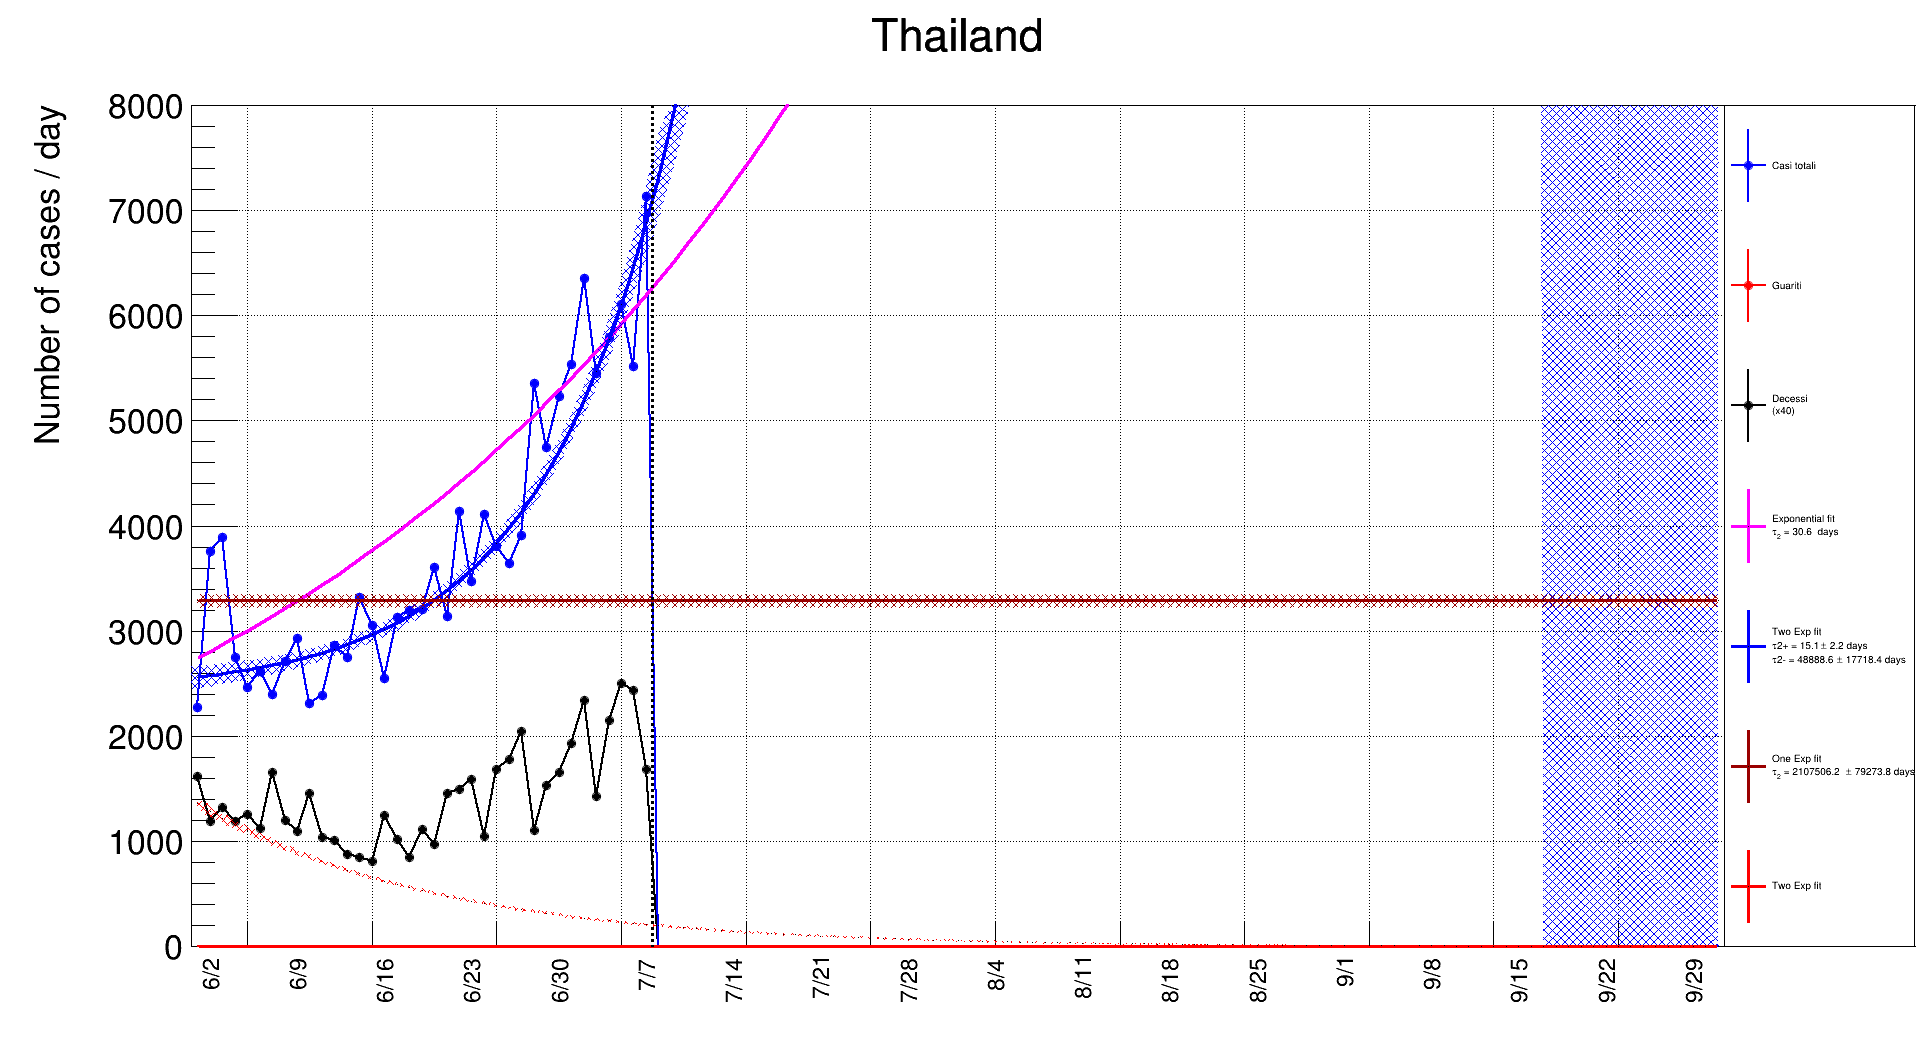 Thailand
Number of cases / day
8000
7000
6000
5000
4000
3000
2000
1000
0
6/2
6/9
6/16
6/23
6/30
7/7
7/14
7/21
7/28
8/4
8/11
8/18
8/25
9/1
9/8
9/15
9/22
9/29
Casi totali
Guariti
Decessi
(x40)
Exponential fit
τ₂ = 30.6 days
Two Exp fit
τ2+ = 15.1 ± 2.2 days
τ2- = 48888.6 ± 17718.4 days
One Exp fit
τ₂ = 2107506.2 ± 79273.8 days
Two Exp fit